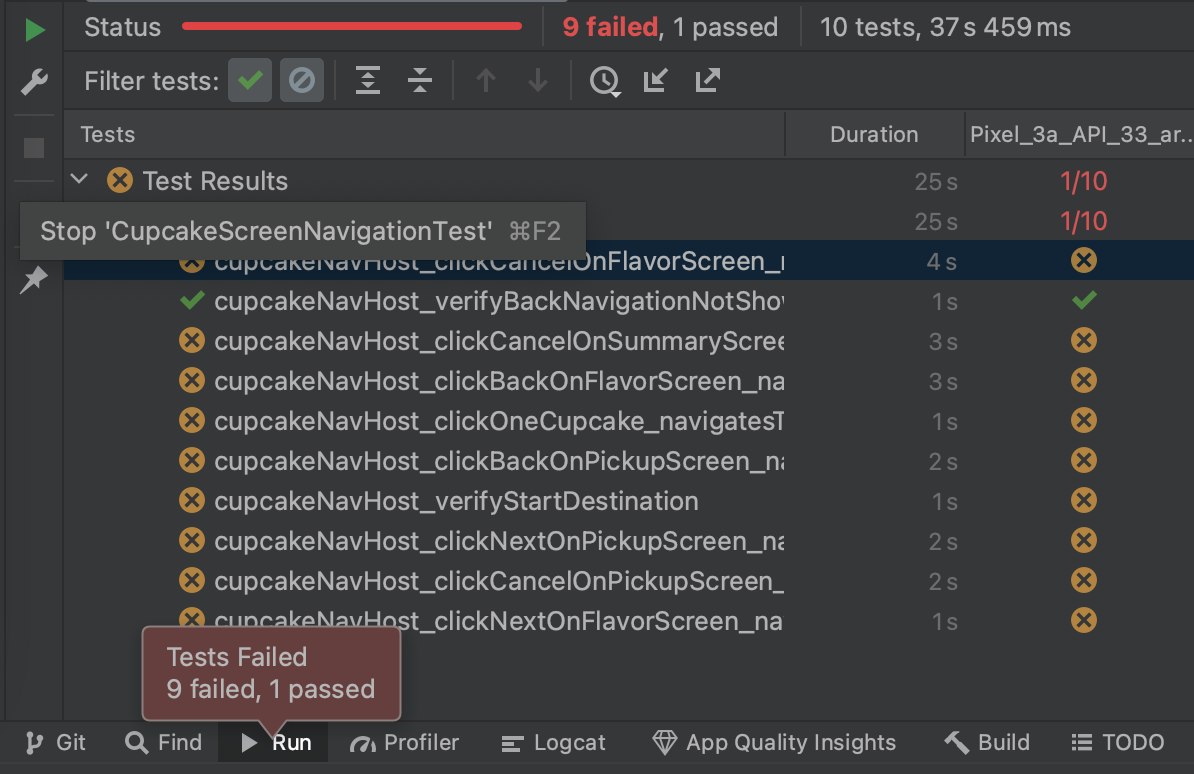 Status 9 failed, 1 passed 10 tests, 37 s 459 ms
Filter tests:
Tests Duration Pixel_3a_API_33_ar...
Test Results 25 s 1/10
25 s 1/10
Stop 'CupcakeScreenNavigationTest' ⌘F2
cupcakeNavHost_clickCancelOnFlavorScreen_ 4 s
cupcakeNavHost_verifyBackNavigationNotSho 1 s
cupcakeNavHost_clickCancelOnSummaryScree 3 s
cupcakeNavHost_clickBackOnFlavorScreen_na 3 s
cupcakeNavHost_clickOneCupcake_navigatesT 1 s
cupcakeNavHost_clickBackOnPickupScreen_na 2 s
cupcakeNavHost_verifyStartDestination 1 s
cupcakeNavHost_clickNextOnPickupScreen_na 2 s
cupcakeNavHost_clickCancelOnPickupScreen_ 2 s
cupcakeNavHost_clickNextOnFlavorScreen_na 1 s
Tests Failed
9 failed, 1 passed
Git Find Run Profiler Logcat App Quality Insights Build TODO